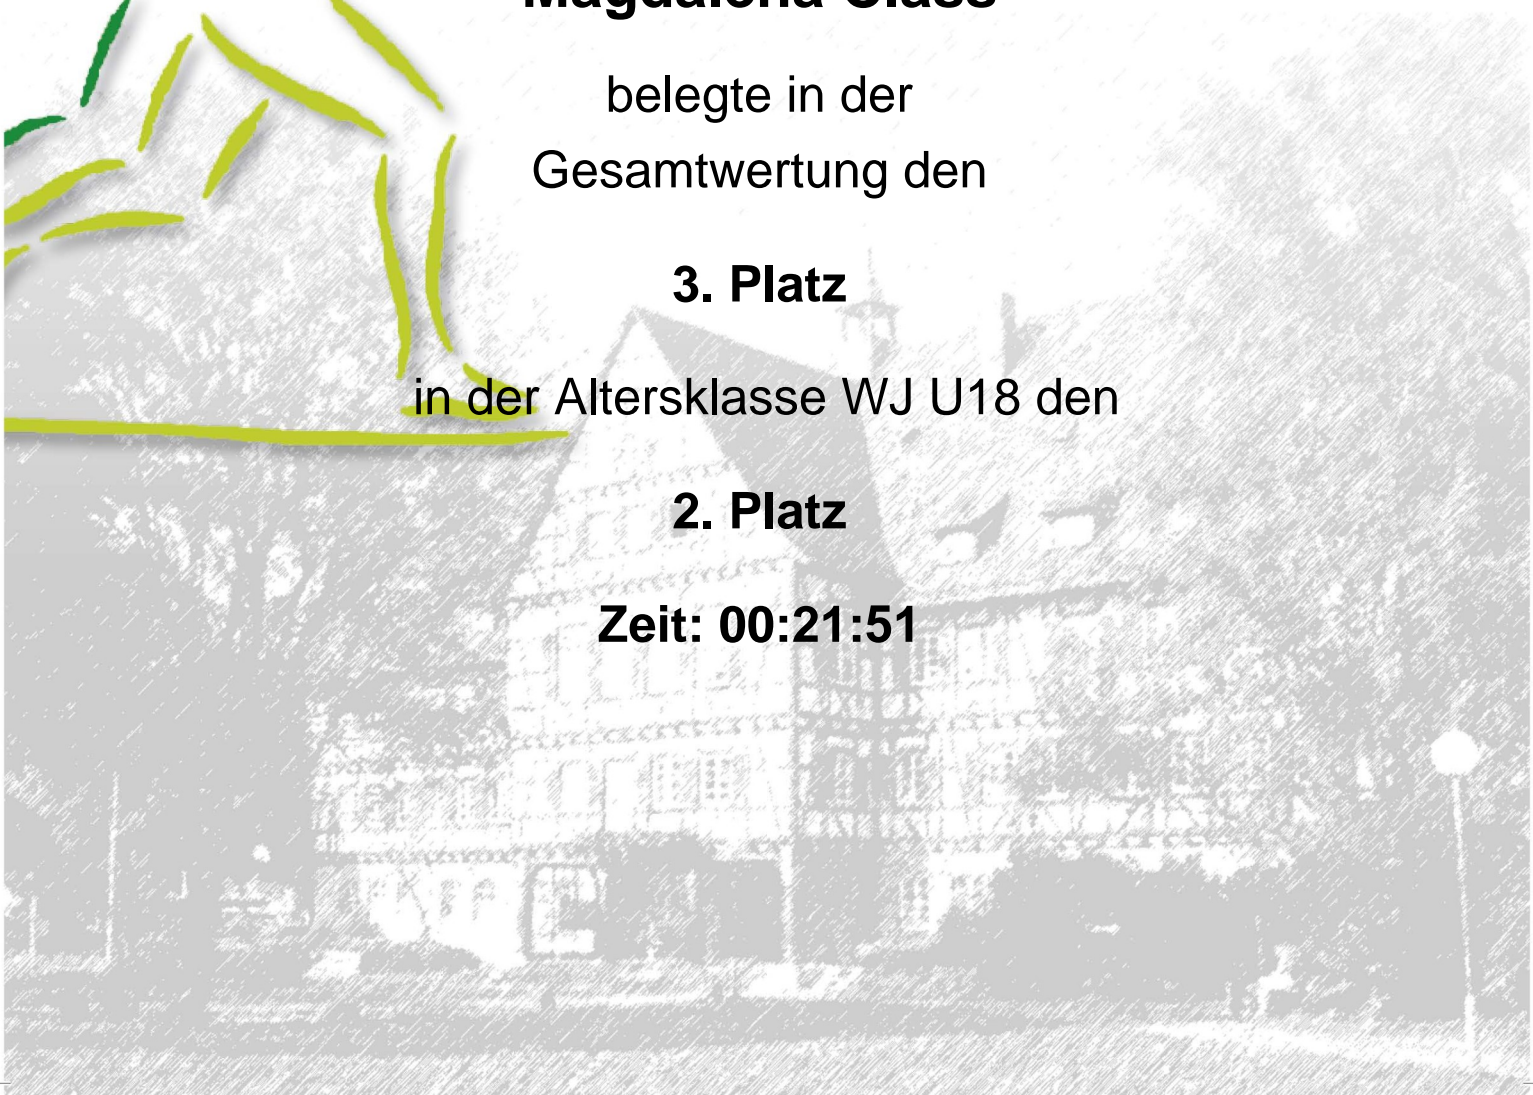 Magdalena
belegte in der
Gesamtwertung den
3. Platz
in der Altersklasse WJ U18 den
2. Platz
Zeit: 00:21:51